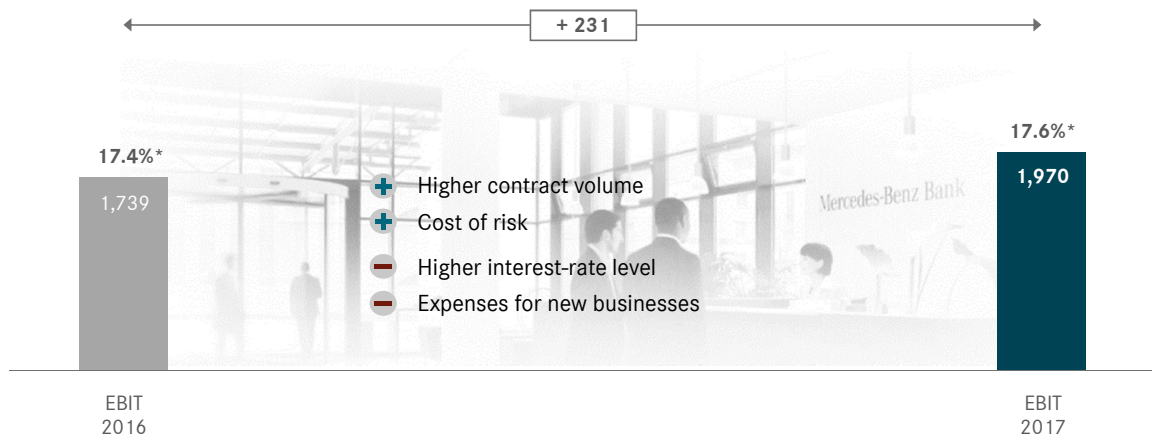 + 231
17.4%*
1,739
Higher contract volume
Cost of risk
Higher interest-rate level
Expenses for new businesses
Mercedes-Benz Bank
17.6%*
1,970
EBIT
2016
EBIT
2017